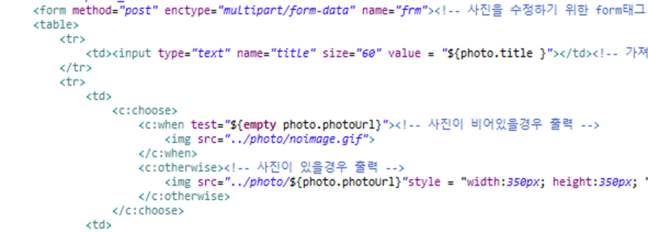 <form method="post" enctype="multipart/form-data" name="frm"><!-- 사진을 수정하기 위한 form태그
<table>
<tr>
<td><input type="text" name="title" size="60" value = "${photo.title }"></td><!-- 가져
</tr>
<tr>
<td>
<c:choose>
<c:when test="${empty photo.photoUrl}"><!-- 사진이 비어있을경우 출력 -->
<img src="../photo/noimage.gif">
</c:when>
<c:otherwise><!-- 사진이 있을경우 출력 -->
<img src="../photo/${photo.photoUrl}"style = "width:350px; height:350px; "
</c:otherwise>
</c:choose>
<td>